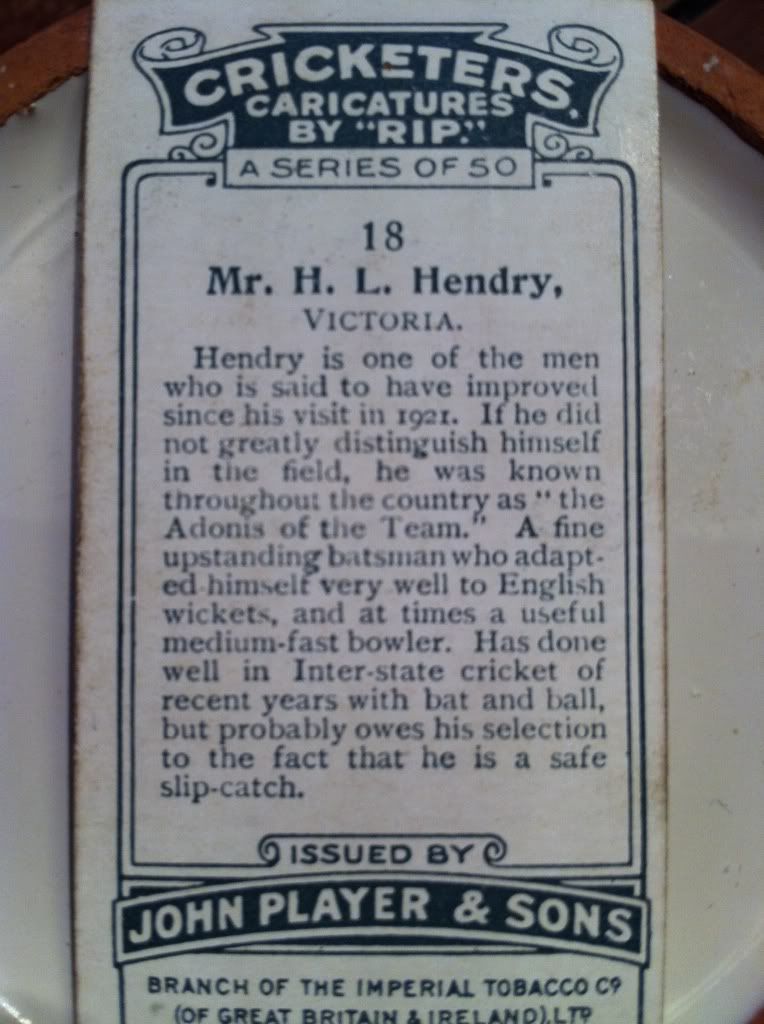 CRICKETERS,
CARICATURES
BY "RIP."
A SERIES OF 50
18
Mr. H. L. Hendry,
VICTORIA.
Hendry is one of the men
who is said to have improved
since his visit in 1921. If he did
not greatly distinguish himself
in the field, he was known
throughout the country as "the
Adonis of the Team." A fine
upstanding batsman who adapt-
ed himself very well to English
wickets, and at times a useful
medium-fast bowler. Has done
well in Inter-state cricket of
recent years with bat and ball,
but probably owes his selection
to the fact that he is a safe
slip-catch.
ISSUED BY
JOHN PLAYER & SONS
BRANCH OF THE IMPERIAL TOBACCO CO
(OF GREAT BRITAIN & IRELAND), LTD